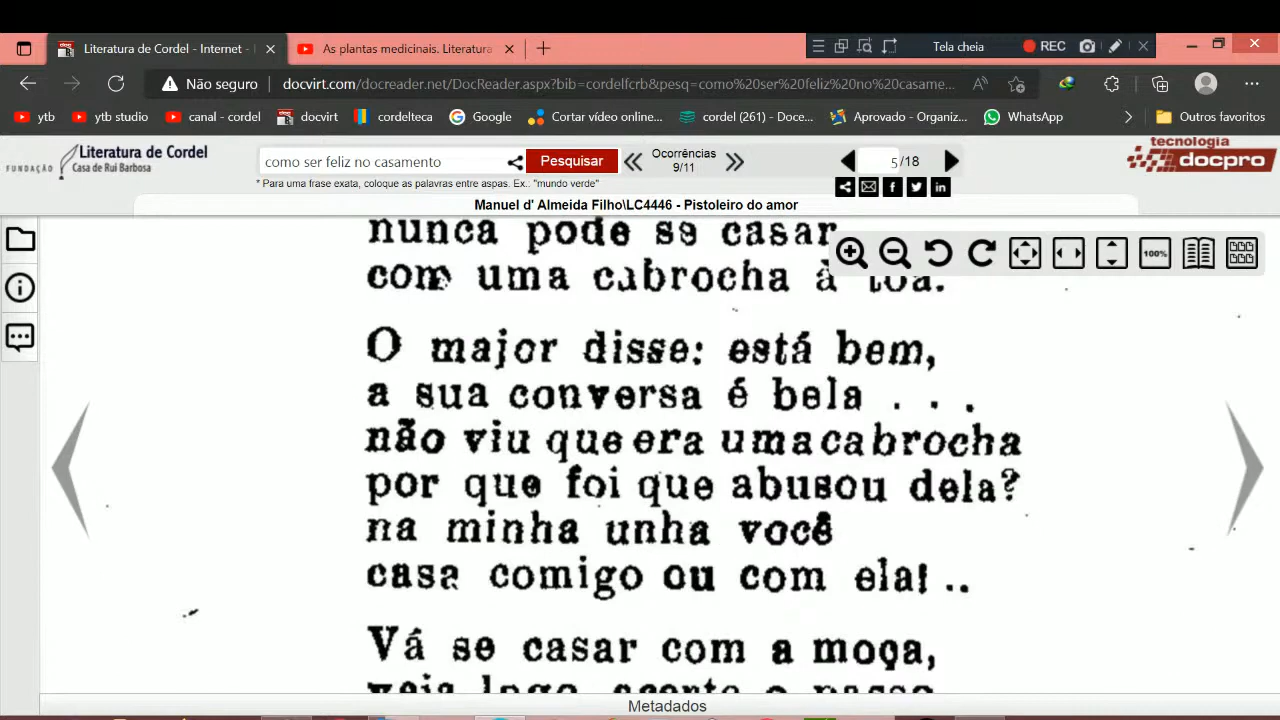 Literatura de Cordel - Internet -
As plantas medicinais. Literatura
Tela cheia
REC
Não seguro
docvirt.com/docreader.net/DocReader.aspx?bib=cordelfcrb&pesq=como%20ser%20feliz%20no%20casame...
ytb
ytb studio
canal - cordel
docvirt
cordelteca
Google
Cortar vídeo online...
cordel (261) - Doce...
Aprovado - Organiz...
WhatsApp
Outros favoritos
FUNDAÇÃO
Literatura de Cordel
Casa de Rui Barbosa
como ser feliz no casamento
Pesquisar
Ocorrências
9/11
5 /18
tecnologia
docpro
* Para uma frase exata, coloque as palavras entre aspas. Ex.: "mundo verde"
Manuel d' Almeida Filho\LC4446 - Pistoleiro do amor
100%
nunca pode se casar
com uma cabrocha à toa.
O major disse: está bem,
a sua conversa é bela . . .
não viu que era uma cabrocha
por que foi que abusou dela?
na minha unha você
casa comigo ou com ela! ..
Vá se casar com a moça,
Metadados